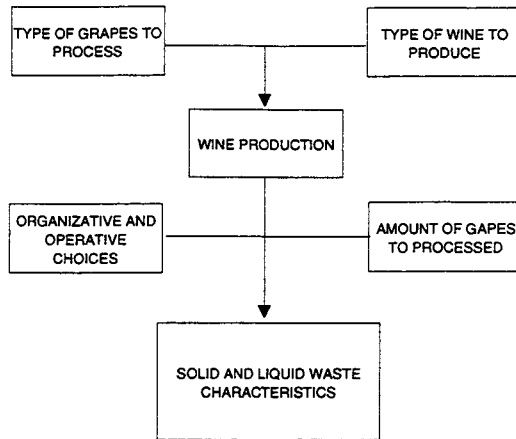 TYPE OF GRAPES TO
PROCESS
TYPE OF WINE TO
PRODUCE
WINE PRODUCTION
ORGANIZATIVE AND
OPERATIVE
CHOICES
AMOUNT OF GAPES
TO PROCESSED
SOLID AND LIQUID WASTE
CHARACTERISTICS